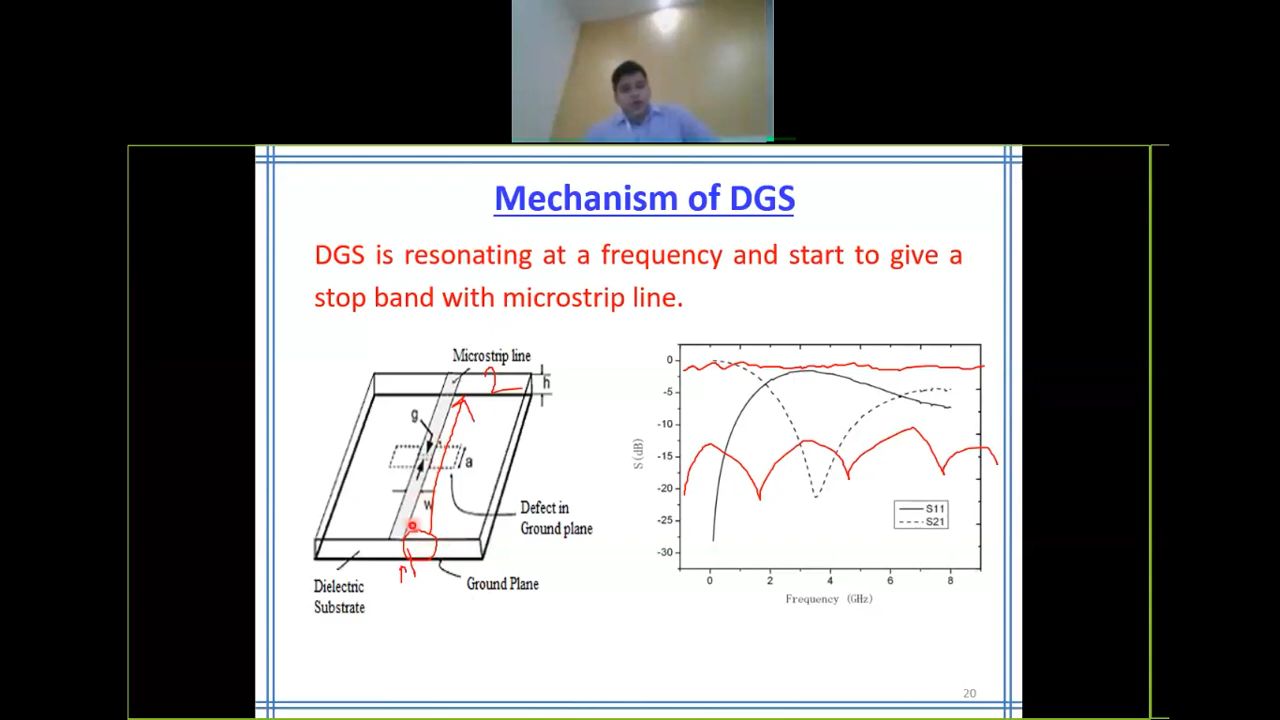 Mechanism of DGS
DGS is resonating at a frequency and start to give a
stop band with microstrip line.
Microstrip line
2
h
g
a
w
Defect in
Ground plane
Dielectric
Substrate
Ground Plane
0
-5
-10
-15
-20
-25
-30
S(dB)
S11
S21
0 2 4 6 8
Frequency (GHz)
20